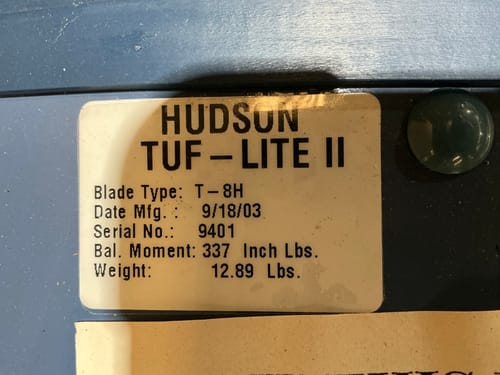 HUDSON
TUF-LITE II
Blade Type: T-8H
Date Mfg. : 9/18/03
Serial No.: 9401
Bal. Moment: 337 Inch Lbs.
Weight: 12.89 Lbs.